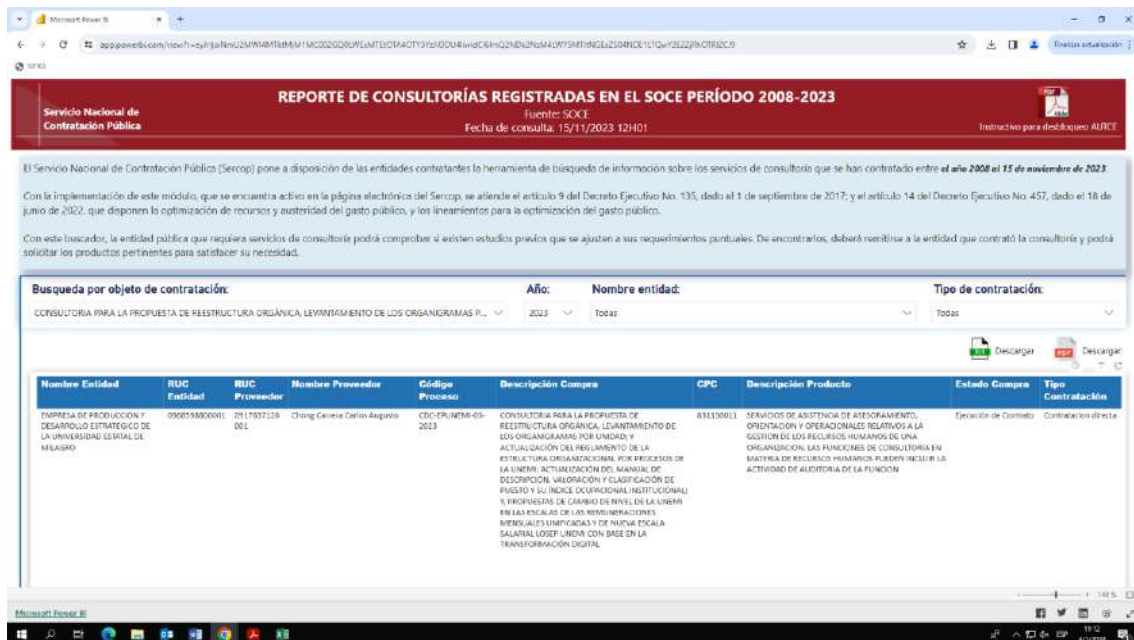 Microsoft Power BI
REPORTE DE CONSULTORÍAS REGISTRADAS EN EL SOCE PERÍODO 2008-2023
Servicio Nacional de
Contratación Pública
Fuente: SOCE
Fecha de consulta: 15/11/2023 12H01
Instructivo para desbloqueo AUTCE
El Servicio Nacional de Contratación Pública (Sercop) pone a disposición de las entidades contratantes la herramienta de búsqueda de información sobre los servicios de consultoría que se han contratado entre el año 2008 al 15 de noviembre de 2023
Con la implementación de este módulo, que se encuentra activo en la página electrónica del Sercop, se atiende el artículo 9 del Decreto Ejecutivo No. 135, dado el 1 de septiembre de 2017; y el artículo 14 del Decreto Ejecutivo No. 457, dado el 18 de
junio de 2022, que disponen la optimización de recursos y austeridad del gasto público, y los lineamientos para la optimización del gasto público.
Con este buscador, la entidad pública que requiera servicios de consultoría podrá comprobar si existen estudios previos que se ajusten a sus requerimientos puntuales. De encontrarlos, deberá remitirse a la entidad que contrató la consultoría y podrá
solicitar los productos pertinentes para satisfacer su necesidad.
Busqueda por objeto de contratación: Año: Nombre entidad: Tipo de contratación:
CONSULTORIA PARA LA PROPUESTA DE REESTRUCTURA ORGÁNICA, LEVANTAMIENTO DE LOS ORGANIGRAMAS P... 2023 Todas Todas
Descargar Descargar
Nombre Entidad RUC Entidad RUC Proveedor Nombre Proveedor Código Proceso Descripción Compra CPC Descripción Producto Estado Compra Tipo Contratación
EMPRESA DE PRODUCCION Y
DESARROLLO ESTRATEGICO DE
LA UNIVERSIDAD ESTATAL DE
MILAGRO
0968598800001
001
Chong Carrera Carlos Augusto
CDC-EPUNEMI-03-
2023
CONSULTORIA PARA LA PROPUESTA DE
REESTRUCTURA ORGÁNICA, LEVANTAMIENTO DE
LOS ORGANIGRAMAS POR UNIDAD; Y
ACTUALIZACIÓN DEL REGLAMENTO DE LA
ESTRUCTURA ORGANIZACIONAL POR PROCESOS DE
LA UNEMI; ACTUALIZACIÓN DEL MANUAL DE
DESCRIPCIÓN, VALORACIÓN Y CLASIFICACIÓN DE
PUESTO Y SU ÍNDICE OCUPACIONAL INSTITUCIONAL;
Y, PROPUESTAS DE CAMBIO DE NIVEL DE LA UNEMI
EN LAS ESCALAS DE LAS REMUNERACIONES
MENSUALES UNIFICADAS Y DE NUEVA ESCALA
SALARIAL LOSEP UNEMI CON BASE EN LA
TRANSFORMACIÓN DIGITAL
831130011
SERVICIOS DE ASISTENCIA DE ASESORAMIENTO,
ORIENTACION Y OPERACIONALES RELATIVOS A LA
GESTION DE LOS RECURSOS HUMANOS DE UNA
ORGANIZACION. LAS FUNCIONES DE CONSULTORIA EN
MATERIA DE RECURSOS HUMANOS PUEDEN INCLUIR LA
ACTIVIDAD DE AUDITORIA DE LA FUNCION
Ejecución de Contrato
Contratacion directa
Microsoft Power BI